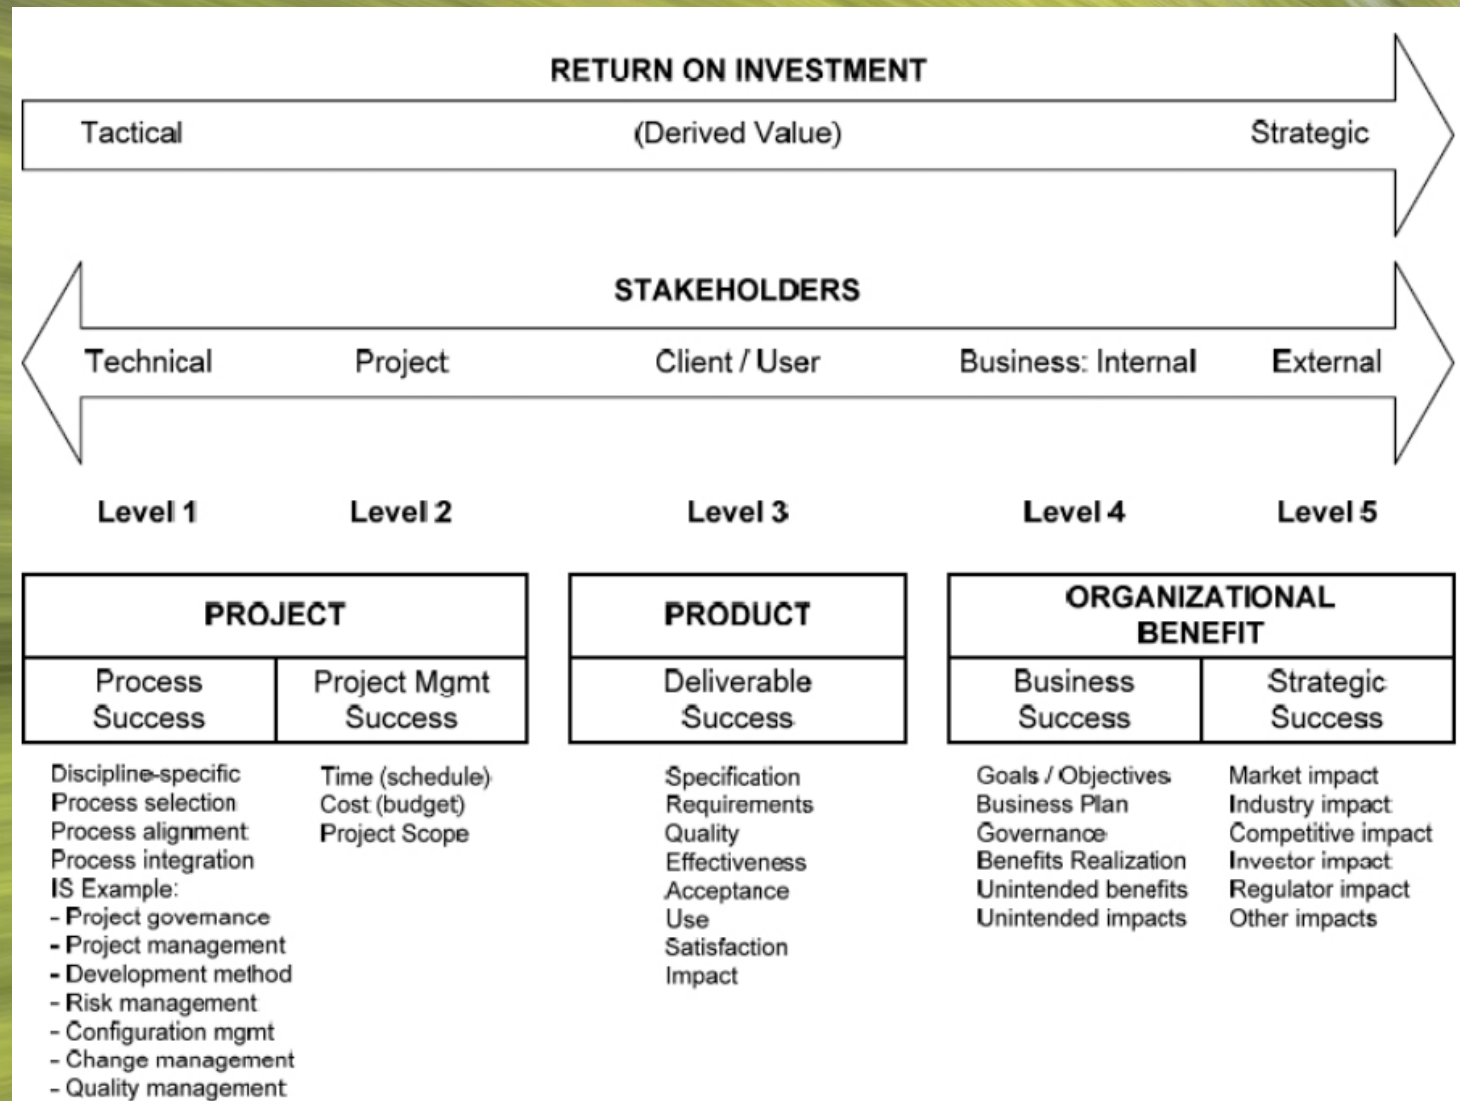 RETURN ON INVESTMENT
Tactical (Derived Value) Strategic
STAKEHOLDERS
Technical Project Client / User Business: Internal External
Level 1 Level 2 Level 3 Level 4 Level 5
PROJECT
Process
Success
Project Mgmt
Success
Discipline-specific
Process selection
Process alignment
Process integration
IS Example:
- Project governance
- Project management
- Development method
- Risk management
- Configuration mgmt
- Change management
- Quality management
Time (schedule)
Cost (budget)
Project Scope
PRODUCT
Deliverable
Success
Specification
Requirements
Quality
Effectiveness
Acceptance
Use
Satisfaction
Impact
ORGANIZATIONAL
BENEFIT
Business
Success
Strategic
Success
Goals / Objectives
Business Plan
Governance
Benefits Realization
Unintended benefits
Unintended impacts
Market impact
Industry impact
Competitive impact
Investor impact
Regulator impact
Other impacts